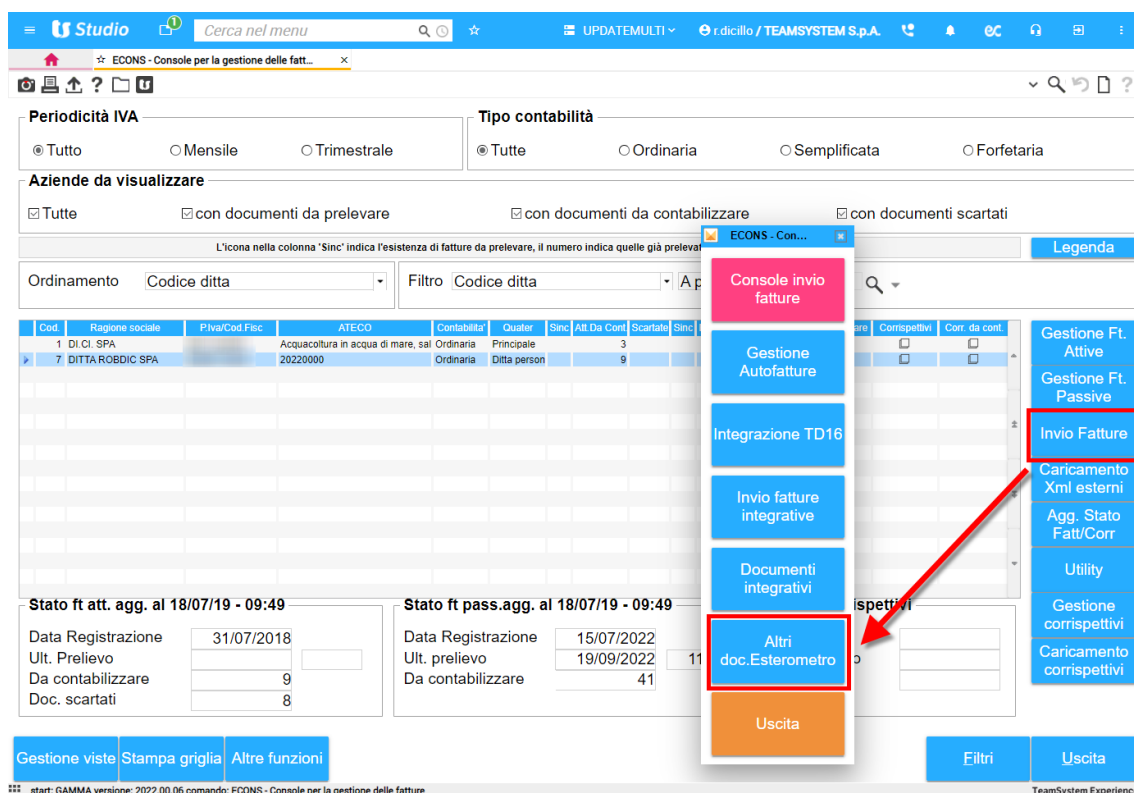 Studio
1
Cerca nel menu
UPDATEMULTI
r.dicillo / TEAMSYSTEM S.p.A.
ec
ECONS - Console per la gestione delle fatt...
Periodicità IVA
Tipo contabilità
Tutto
Mensile
Trimestrale
Tutte
Ordinaria
Semplificata
Forfetaria
Aziende da visualizzare
Tutte
con documenti da prelevare
con documenti da contabilizzare
con documenti scartati
L'icona nella colonna 'Sinc' indica l'esistenza di fatture da prelevare, il numero indica quelle già prelevat
Legenda
Ordinamento
Codice ditta
Filtro
Codice ditta
A p
Cod.
Ragione sociale
P.Iva/Cod.Fisc
ATECO
Contabilita'
Quater
Sinc
Att.Da Cont
Scartate
Sinc
are
Corrispettivi
Corr. da cont.
1
DI.CI. SPA
Acquacoltura in acqua di mare, sal
Ordinaria
Principale
3
7
DITTA ROBDIC SPA
20220000
Ordinaria
Ditta person
9
ECONS - Con...
Console invio
fatture
Gestione
Autofatture
Integrazione TD16
Invio fatture
integrative
Documenti
integrativi
Altri
doc.Esterometro
Uscita
Gestione Ft.
Attive
Gestione Ft.
Passive
Invio Fatture
Caricamento
Xml esterni
Agg. Stato
Fatt/Corr
Utility
Gestione
corrispettivi
Caricamento
corrispettivi
Stato ft att. agg. al 18/07/19 - 09:49
Data Registrazione
31/07/2018
Ult. Prelievo
Da contabilizzare
9
Doc. scartati
8
Stato ft pass.agg. al 18/07/19 - 09:49
Data Registrazione
15/07/2022
Ult. prelievo
19/09/2022
11
Da contabilizzare
41
ispettivi
o
Gestione viste
Stampa griglia
Altre funzioni
Filtri
Uscita
start: GAMMA versione: 2022.00.06 comando: ECONS - Console per la gestione delle fatture
TeamSystem Experience